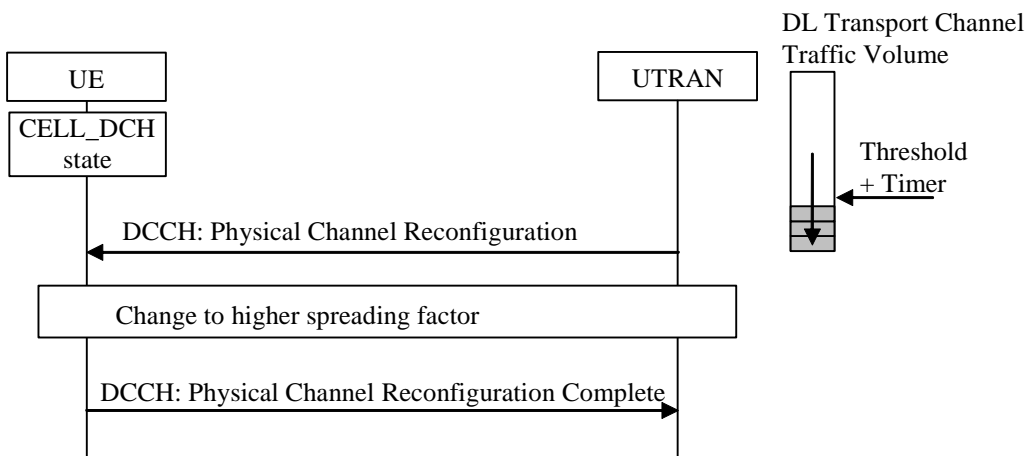 DL Transport Channel
Traffic Volume
UE
UTRAN
CELL_DCH
state
Threshold
+ Timer
DCCH: Physical Channel Reconfiguration
Change to higher spreading factor
DCCH: Physical Channel Reconfiguration Complete